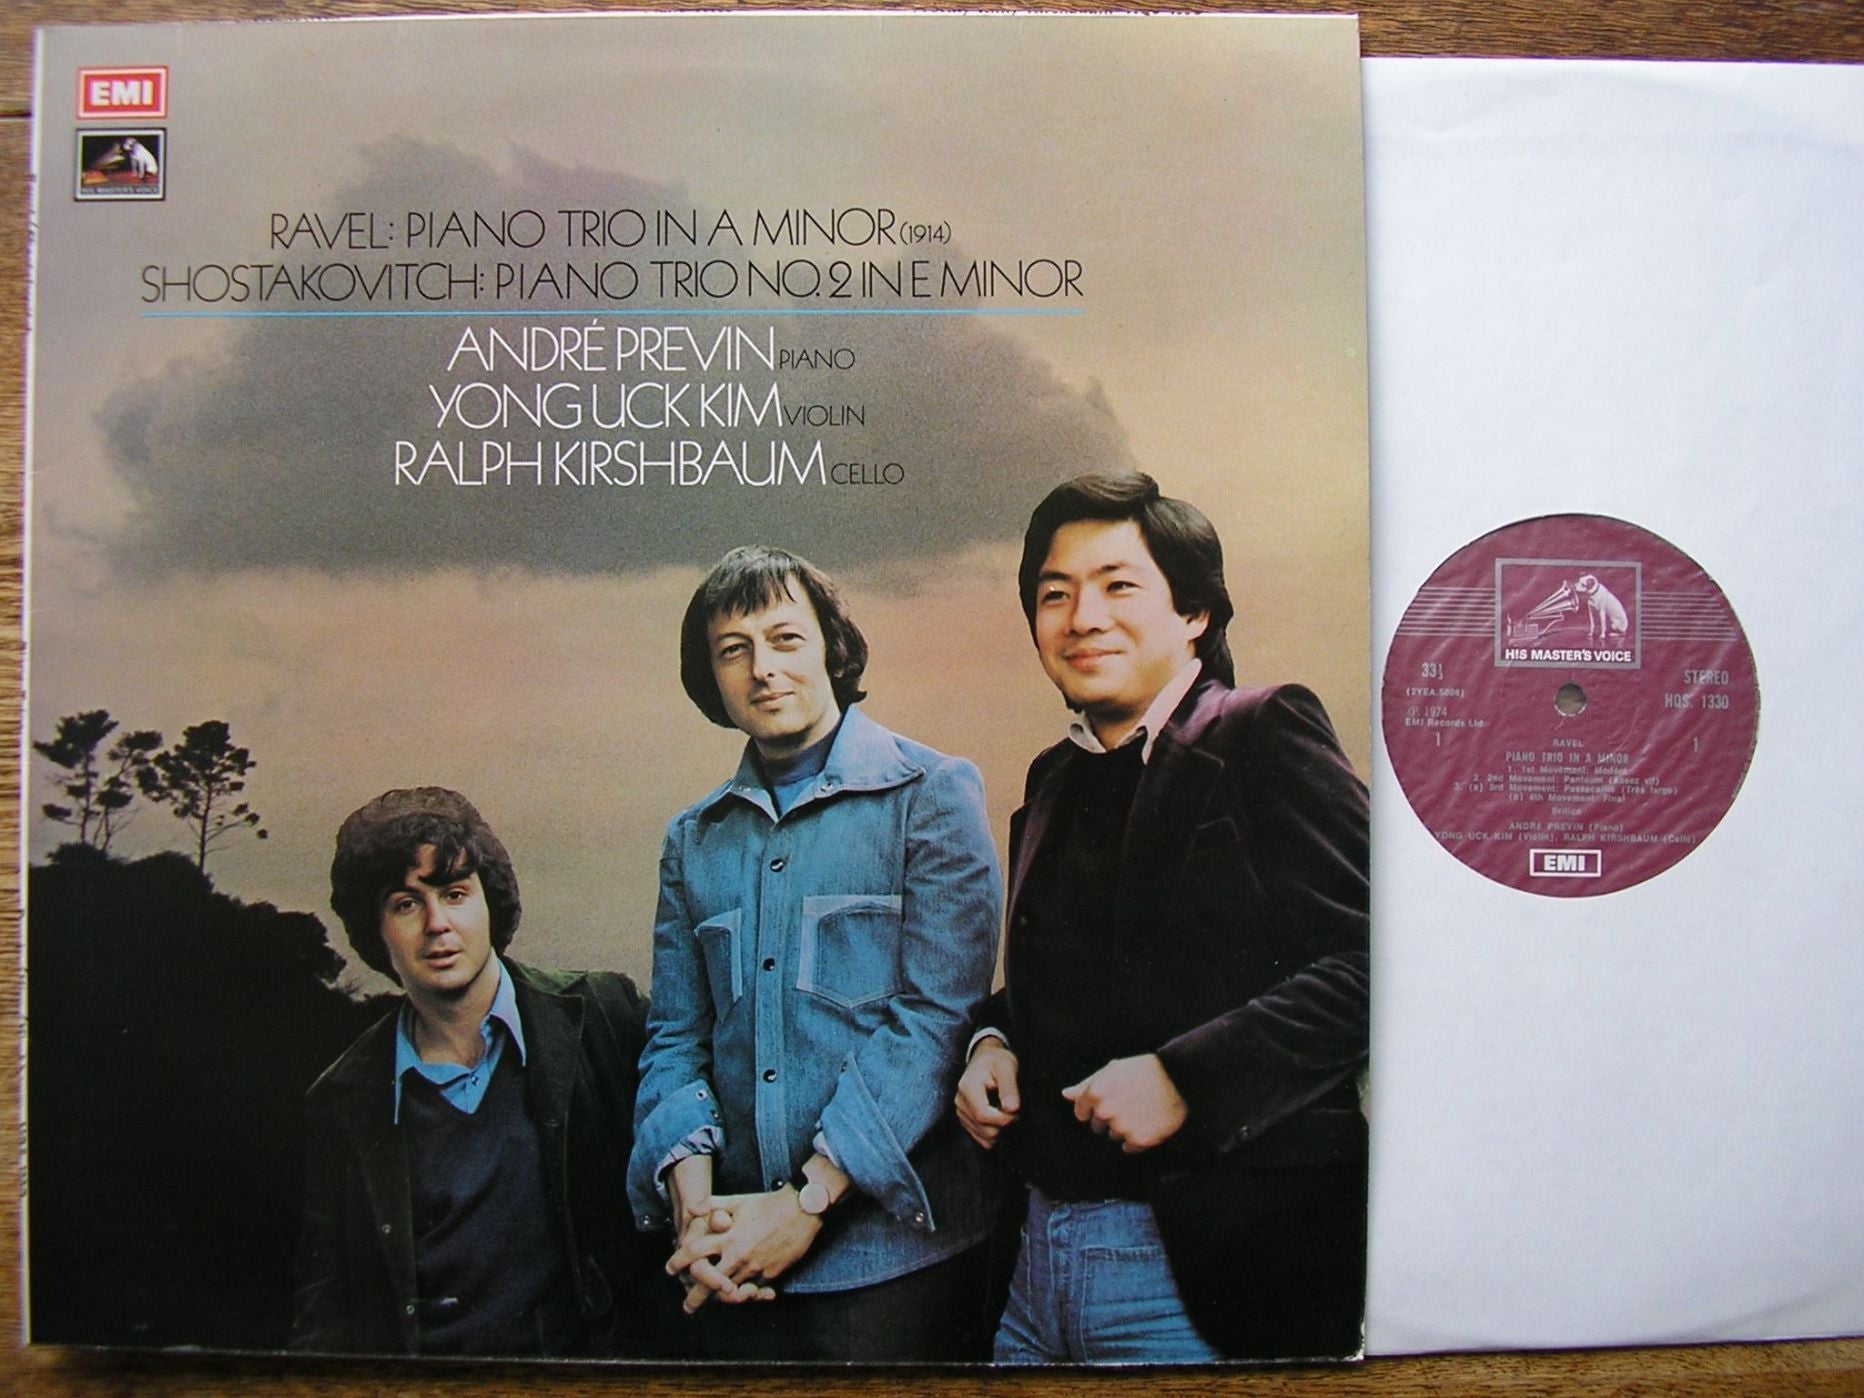 EMI
HIS MASTER'S VOICE
RAVEL: PIANO TRIO IN A MINOR (1914)
SHOSTAKOVITCH: PIANO TRIO NO. 2 IN E MINOR
ANDRÉ PREVIN PIANO
YONG UCK KIM VIOLIN
RALPH KIRSHBAUM CELLO
HIS MASTER'S VOICE
33⅓
STEREO
HQS. 1330
℗ 1974
EMI Records Ltd.
1
1
RAVEL
PIANO TRIO IN A MINOR
1. 1st Movement: Modéré
2. 2nd Movement: Pantoum (Assez vif)
3. (a) 3rd Movement: Passacaille (Très large)
(b) 4th Movement: Final
Britico
ANDRÉ PREVIN (Piano)
YONG UCK KIM (Violin), RALPH KIRSHBAUM (Cello)
EMI